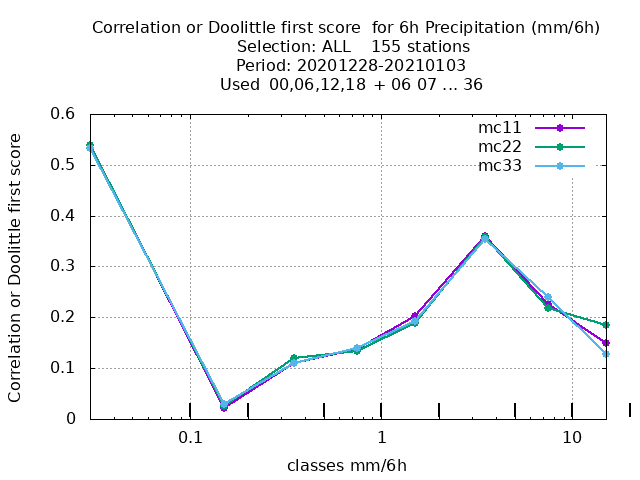 Correlation or Doolittle first score  for 6h Precipitation (mm/6h)
Selection: ALL    155 stations
Period: 20201228-20210103
Used  00,06,12,18  + 06 07 ... 36
Correlation or Doolittle first score
0.6
0.5
0.4
0.3
0.2
0.1
0
mc11
mc22
mc33
0.1 1 10
classes mm/6h